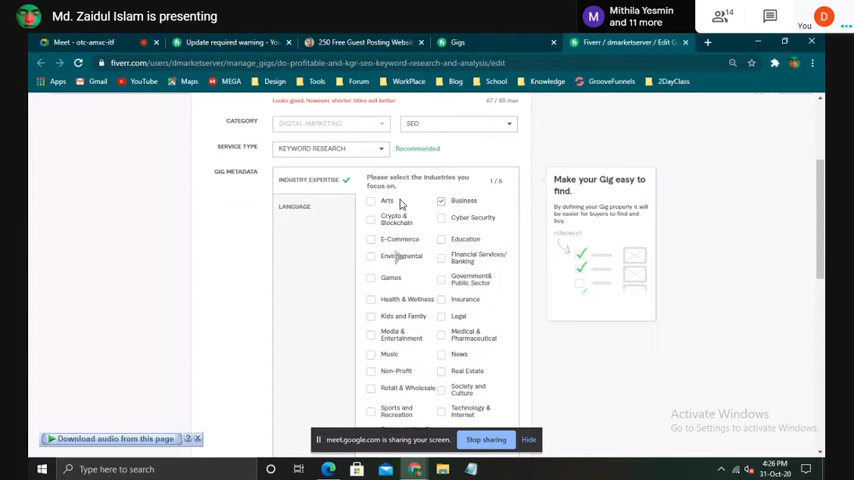 Md. Zaidul Islam is presenting
Mithila Yesmin
and 11 more
M
14
You
D
Meet - otc-amxc-itf
Update required warning - You
250 Free Guest Posting Website
Gigs
Fiverr / dmarketserver / Edit G
fiverr.com/users/dmarketserver/manage_gigs/do-profitable-and-kgr-seo-keyword-research-and-analysis/edit
Apps
Gmail
YouTube
Maps
MEGA
Design
Tools
Forum
WorkPlace
Blog
School
Knowledge
GrooveFunnels
2DayClass
Looks good, however, shorter titles sell better
67 / 80 max
CATEGORY
DIGITAL MARKETING
SEO
SERVICE TYPE
KEYWORD RESEARCH
Recommended
GIG METADATA
INDUSTRY EXPERTISE
LANGUAGE
Please select the industries you
focus on.
1 / 5
Arts
Business
Crypto &
Blockchain
Cyber Security
E-Commerce
Education
Environmental
Financial Services/
Banking
Games
Government&
Public Sector
Health & Wellness
Insurance
Kids and Family
Legal
Media &
Entertainment
Medical &
Pharmaceutical
Music
News
Non-Profit
Real Estate
Retail & Wholesale
Society and
Culture
Sports and
Recreation
Technology &
Internet
Make your Gig easy to
find.
By defining your Gig properly it will
be easier for buyers to find and
buy.
Activate Windows
Go to Settings to activate Windows.
Download audio from this page
?
X
meet.google.com is sharing your screen.
Stop sharing
Hide
Type here to search
4:26 PM
31-Oct-20